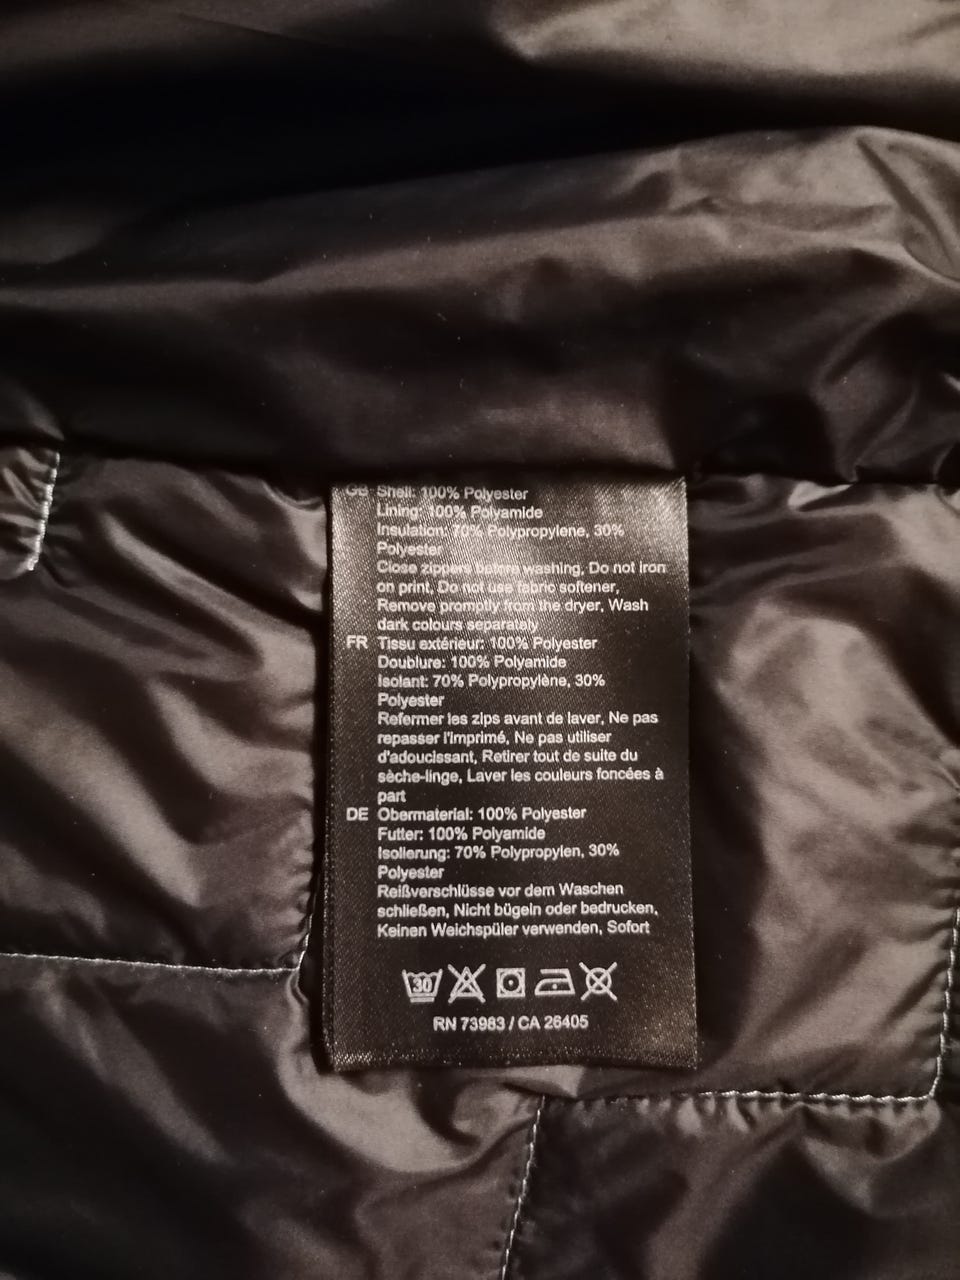 GB Shell: 100% Polyester
Lining: 100% Polyamide
Insulation: 70% Polypropylene, 30%
Polyester
Close zippers before washing, Do not iron
on print, Do not use fabric softener,
Remove promptly from the dryer, Wash
dark colours separately
FR Tissu extérieur: 100% Polyester
Doublure: 100% Polyamide
Isolant: 70% Polypropylène, 30%
Polyester
Refermer les zips avant de laver, Ne pas
repasser l'imprimé, Ne pas utiliser
d'adoucissant, Retirer tout de suite du
sèche-linge, Laver les couleurs foncées à
part
DE Obermaterial: 100% Polyester
Futter: 100% Polyamide
Isolierung: 70% Polypropylen, 30%
Polyester
Reißverschlüsse vor dem Waschen
schließen, Nicht bügeln oder bedrucken,
Keinen Weichspüler verwenden, Sofort
30
RN 73983 / CA 26405